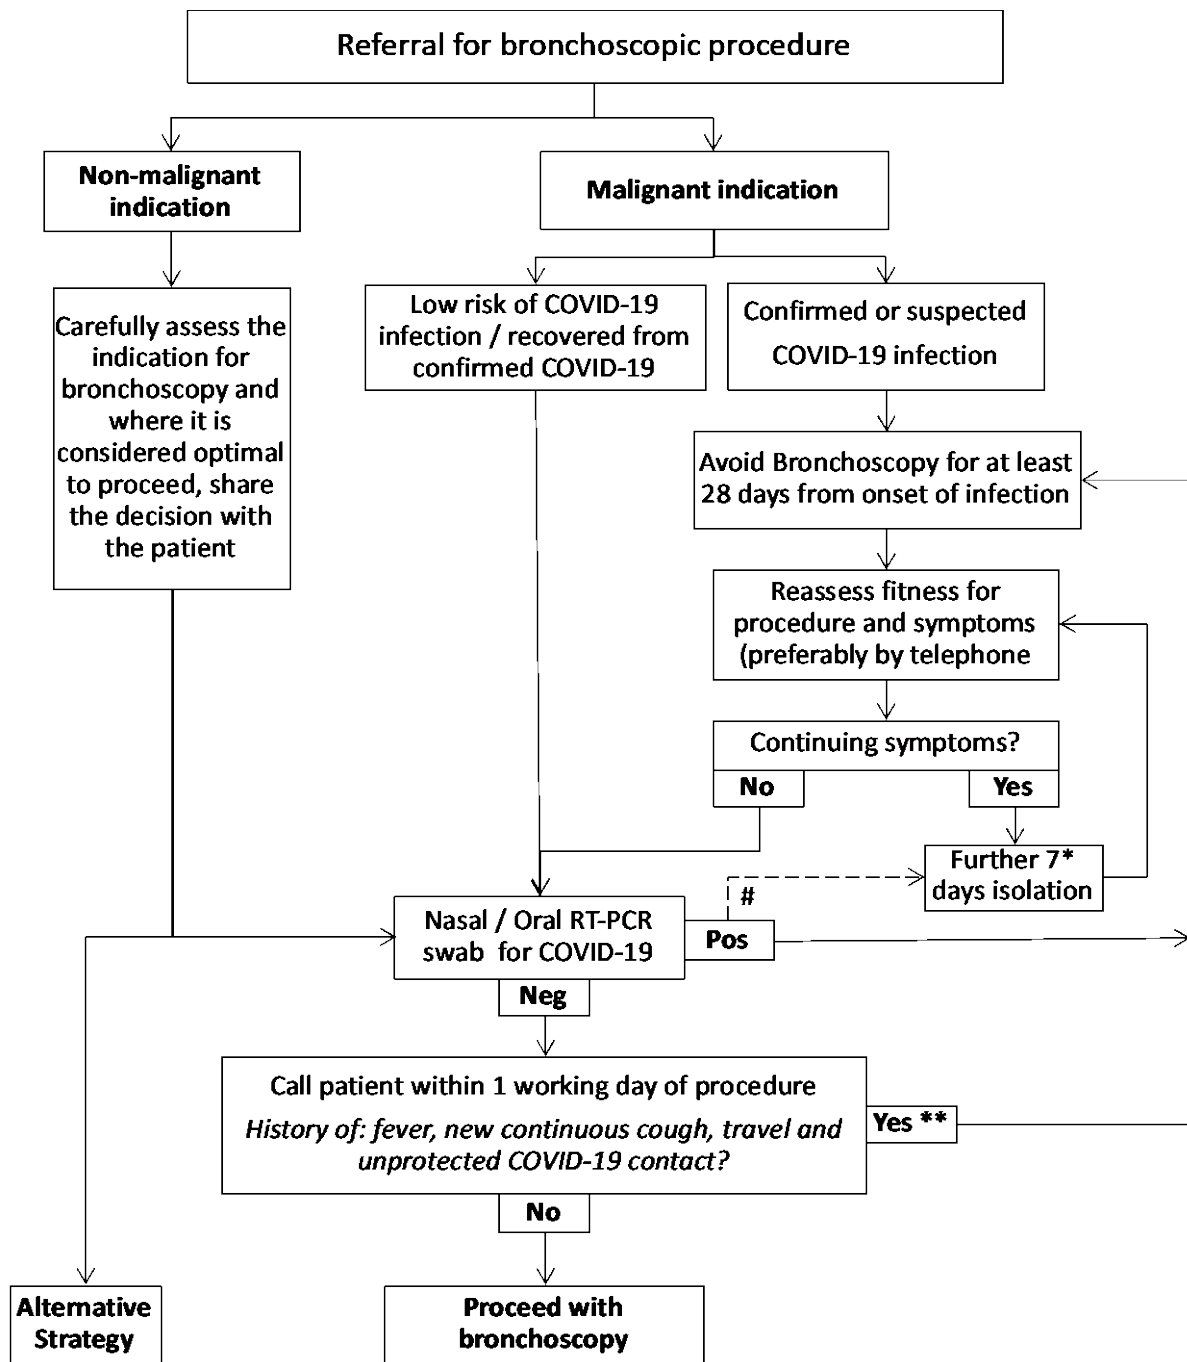 Referral for bronchoscopic procedure
Non-malignant
indication
Malignant indication
Carefully assess the
indication for
bronchoscopy and
where it is
considered optimal
to proceed, share
the decision with
the patient
Low risk of COVID-19
infection / recovered from
confirmed COVID-19
Confirmed or suspected
COVID-19 infection
Avoid Bronchoscopy for at least
28 days from onset of infection
Reassess fitness for
procedure and symptoms
(preferably by telephone
Continuing symptoms?
No
Yes
Further 7*
days isolation
#
Nasal / Oral RT-PCR
swab for COVID-19
Pos
Neg
Call patient within 1 working day of procedure
History of: fever, new continuous cough, travel and
unprotected COVID-19 contact?
Yes **
No
Alternative
Strategy
Proceed with
bronchoscopy